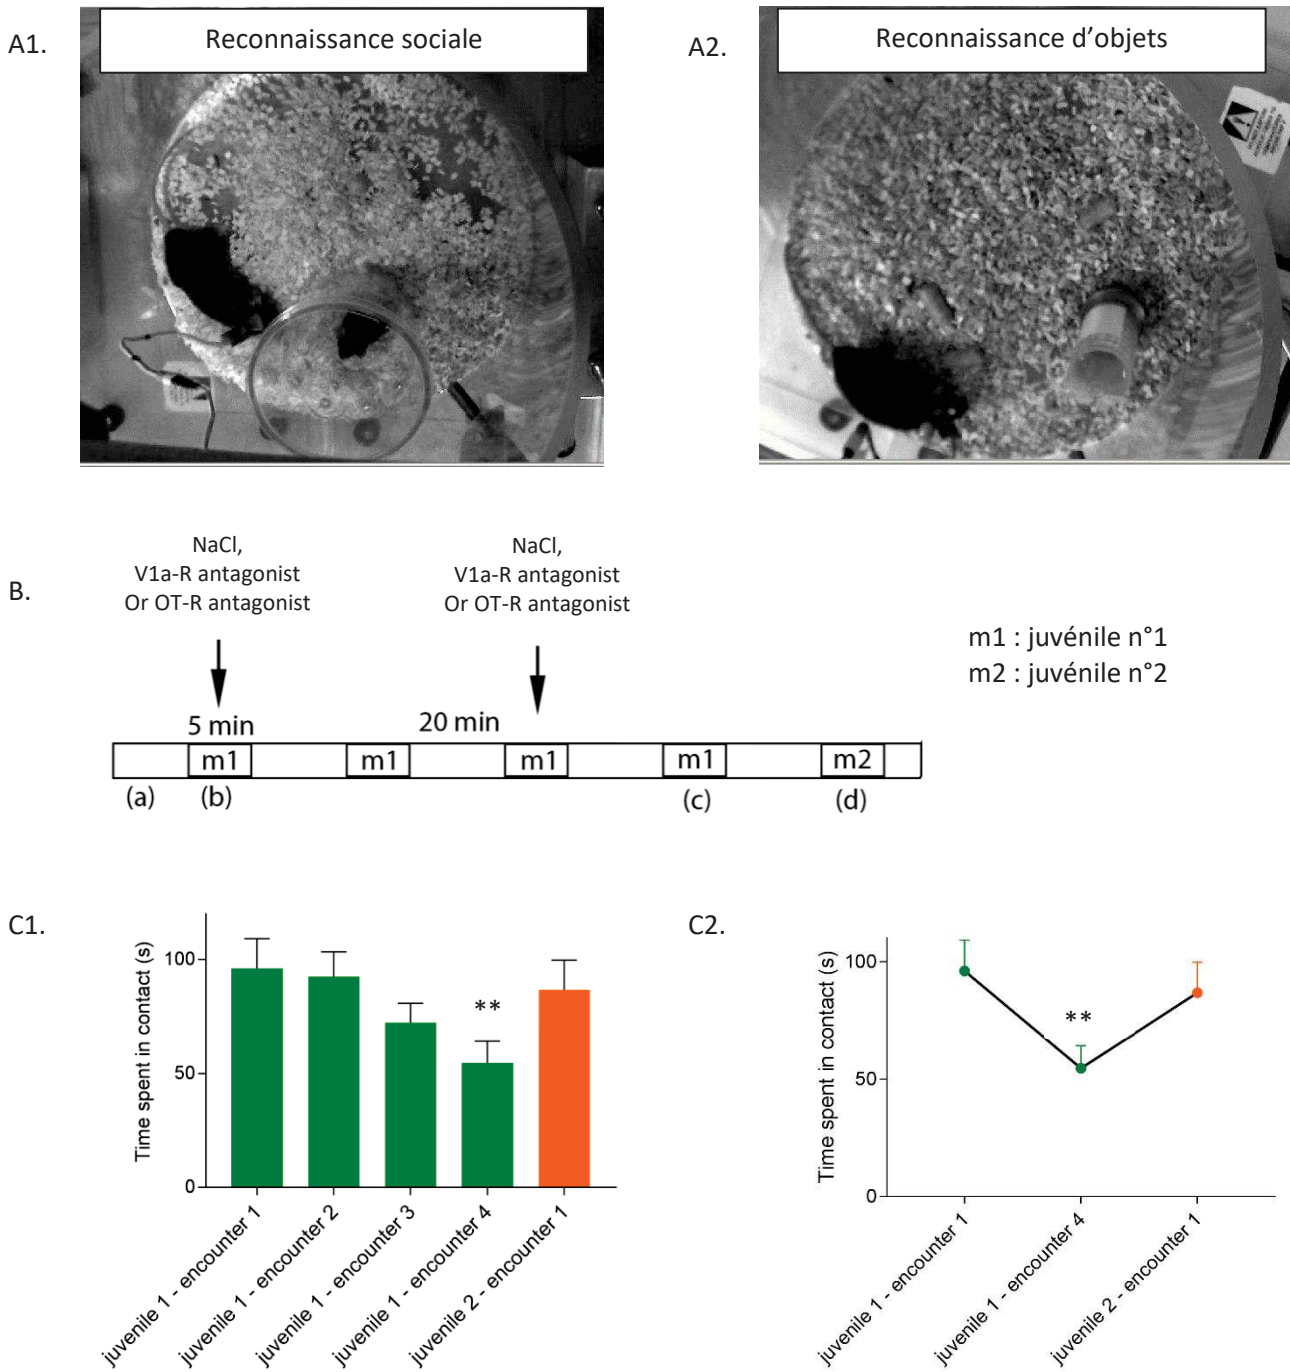 A1.
Reconnaissance sociale
A2.
Reconnaissance d'objets
B.
NaCl,
V1a-R antagonist
Or OT-R antagonist
NaCl,
V1a-R antagonist
Or OT-R antagonist
m1 : juvénile n°1
m2 : juvénile n°2
5 min
20 min
m1
m1
m1
m1
m2
(a)
(b)
(c)
(d)
C1.
Time spent in contact (s)
100
50
0
**
juvenile 1 - encounter 1
juvenile 1 - encounter 2
juvenile 1 - encounter 3
juvenile 1 - encounter 4
juvenile 2 - encounter 1
C2.
Time spent in contact (s)
100
50
0
**
juvenile 1 - encounter 1
juvenile 1 - encounter 4
juvenile 2 - encounter 1